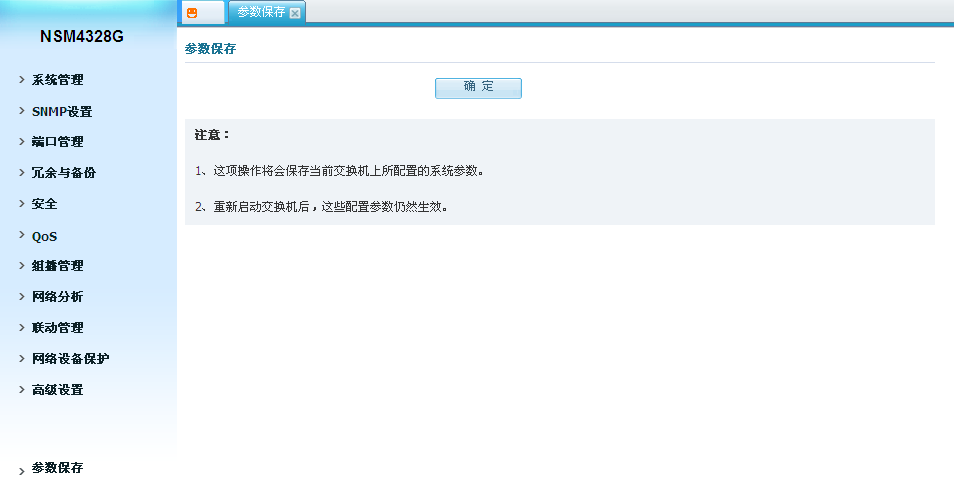 NSM4328G
系统管理
SNMP设置
端口管理
冗余与备份
安全
QoS
组播管理
网络分析
联动管理
网络设备保护
高级设置
参数保存
参数保存
参数保存
确 定
注意：
1、这项操作将会保存当前交换机上所配置的系统参数。
2、重新启动交换机后，这些配置参数仍然生效。